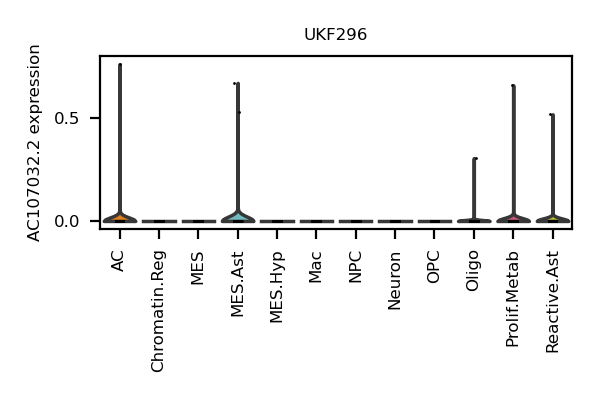 UKF296
AC107032.2 expression
0.5
0.0
AC
Chromatin.Reg
MES
MES.Ast
MES.Hyp
Mac
NPC
Neuron
OPC
Oligo
Prolif.Metab
Reactive.Ast